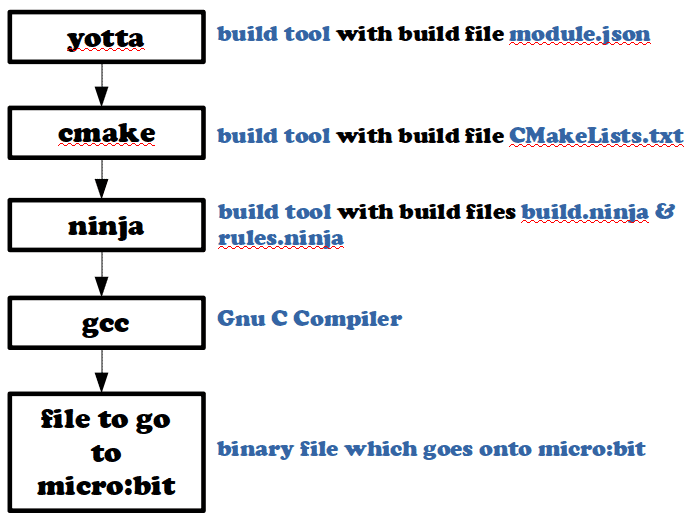 yotta
build tool with build file module.json
cmake
build tool with build file CMakeLists.txt
ninja
build tool with build files build.ninja &
rules.ninja
gcc
Gnu C Compiler
file to go
to
micro:bit
binary file which goes onto micro:bit